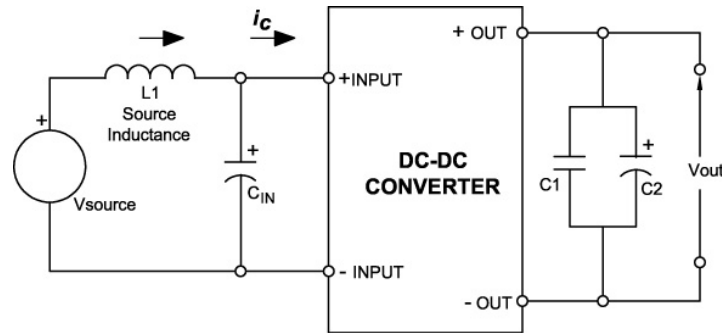 ic
+ OUT
+INPUT
L1
Source
Inductance
+
+
DC-DC
CONVERTER
+
C1
C2
Vout
CIN
Vsource
- INPUT
- OUT